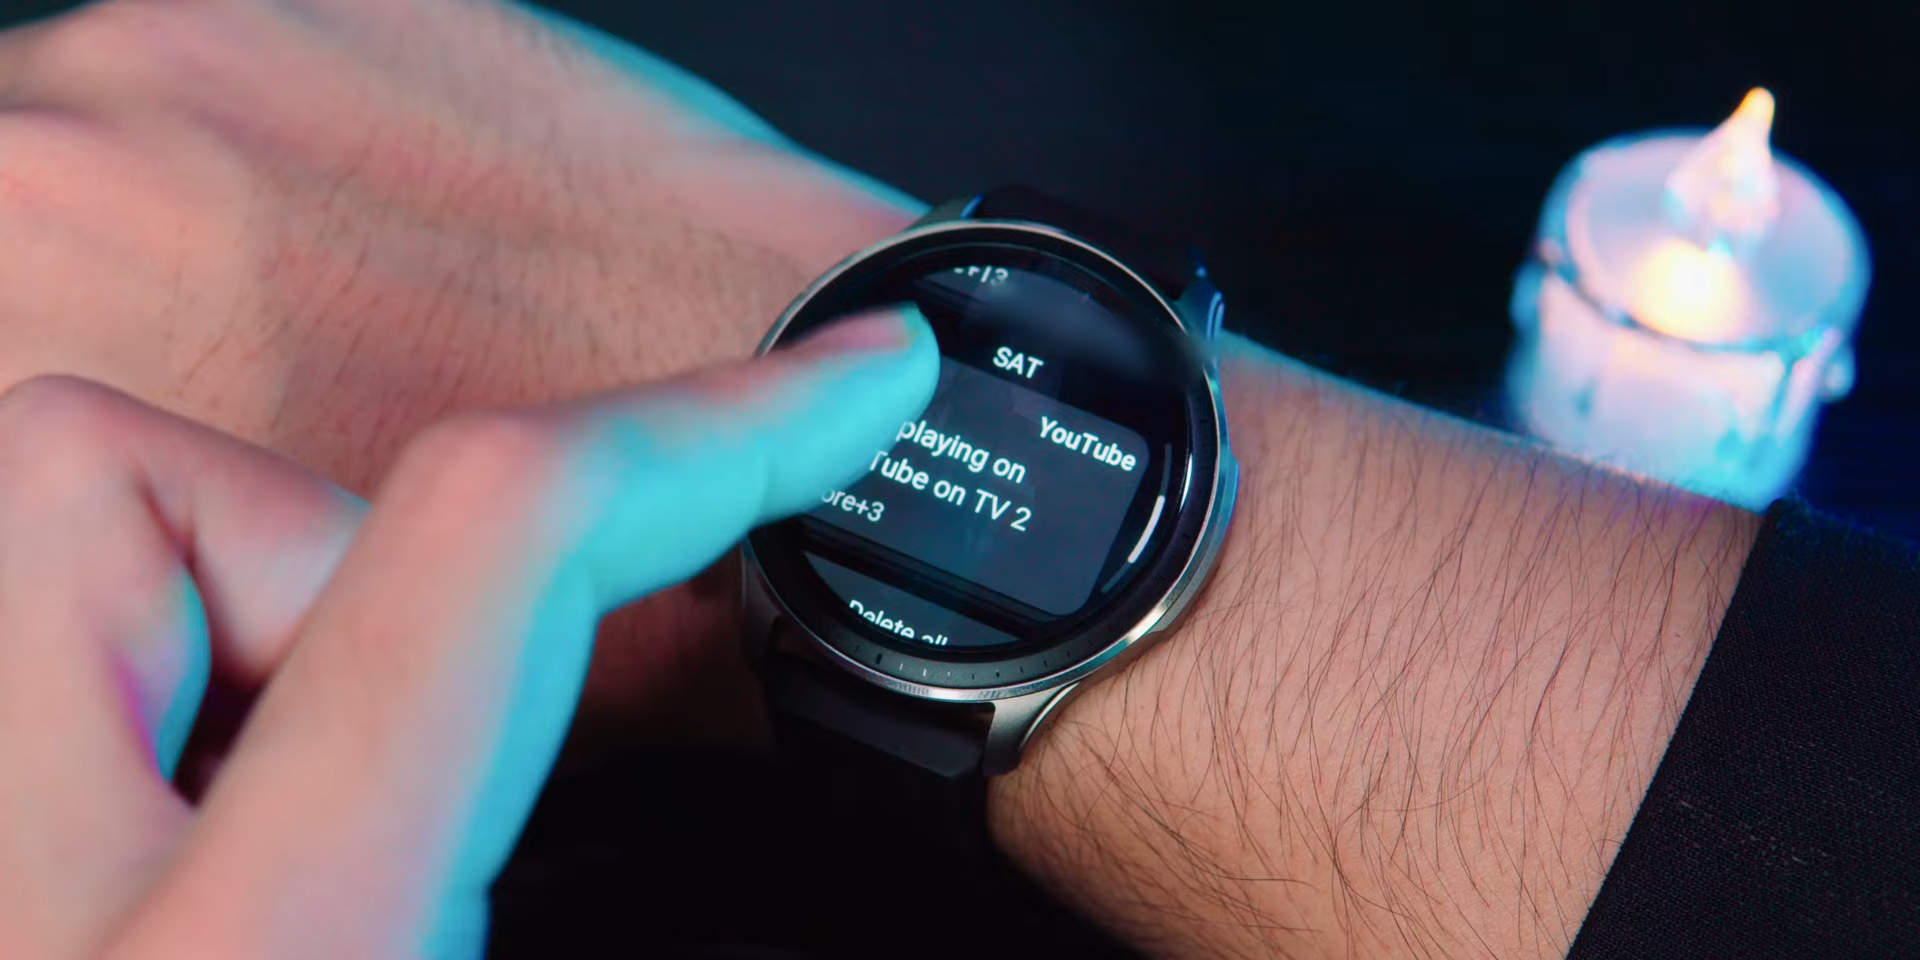 SAT
YouTube
playing on
Tube on TV 2
ore+3
Delete all